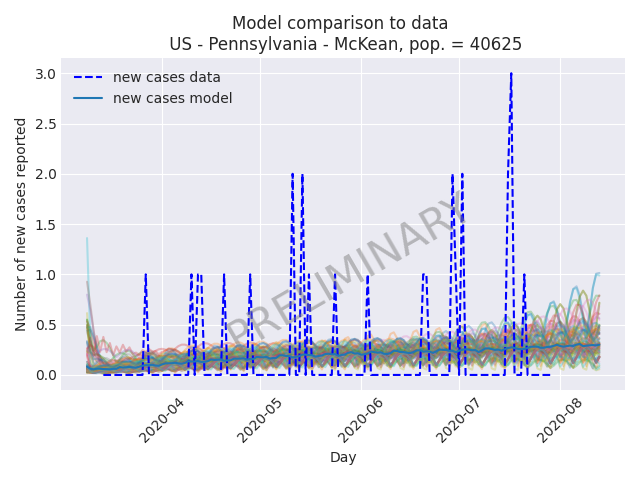 Model comparison to data
US - Pennsylvania - McKean, pop. = 40625
new cases data
new cases model
Number of new cases reported
3.0
2.5
2.0
1.5
1.0
0.5
0.0
PRELIMINARY
2020-04
2020-05
2020-06
2020-07
2020-08
Day